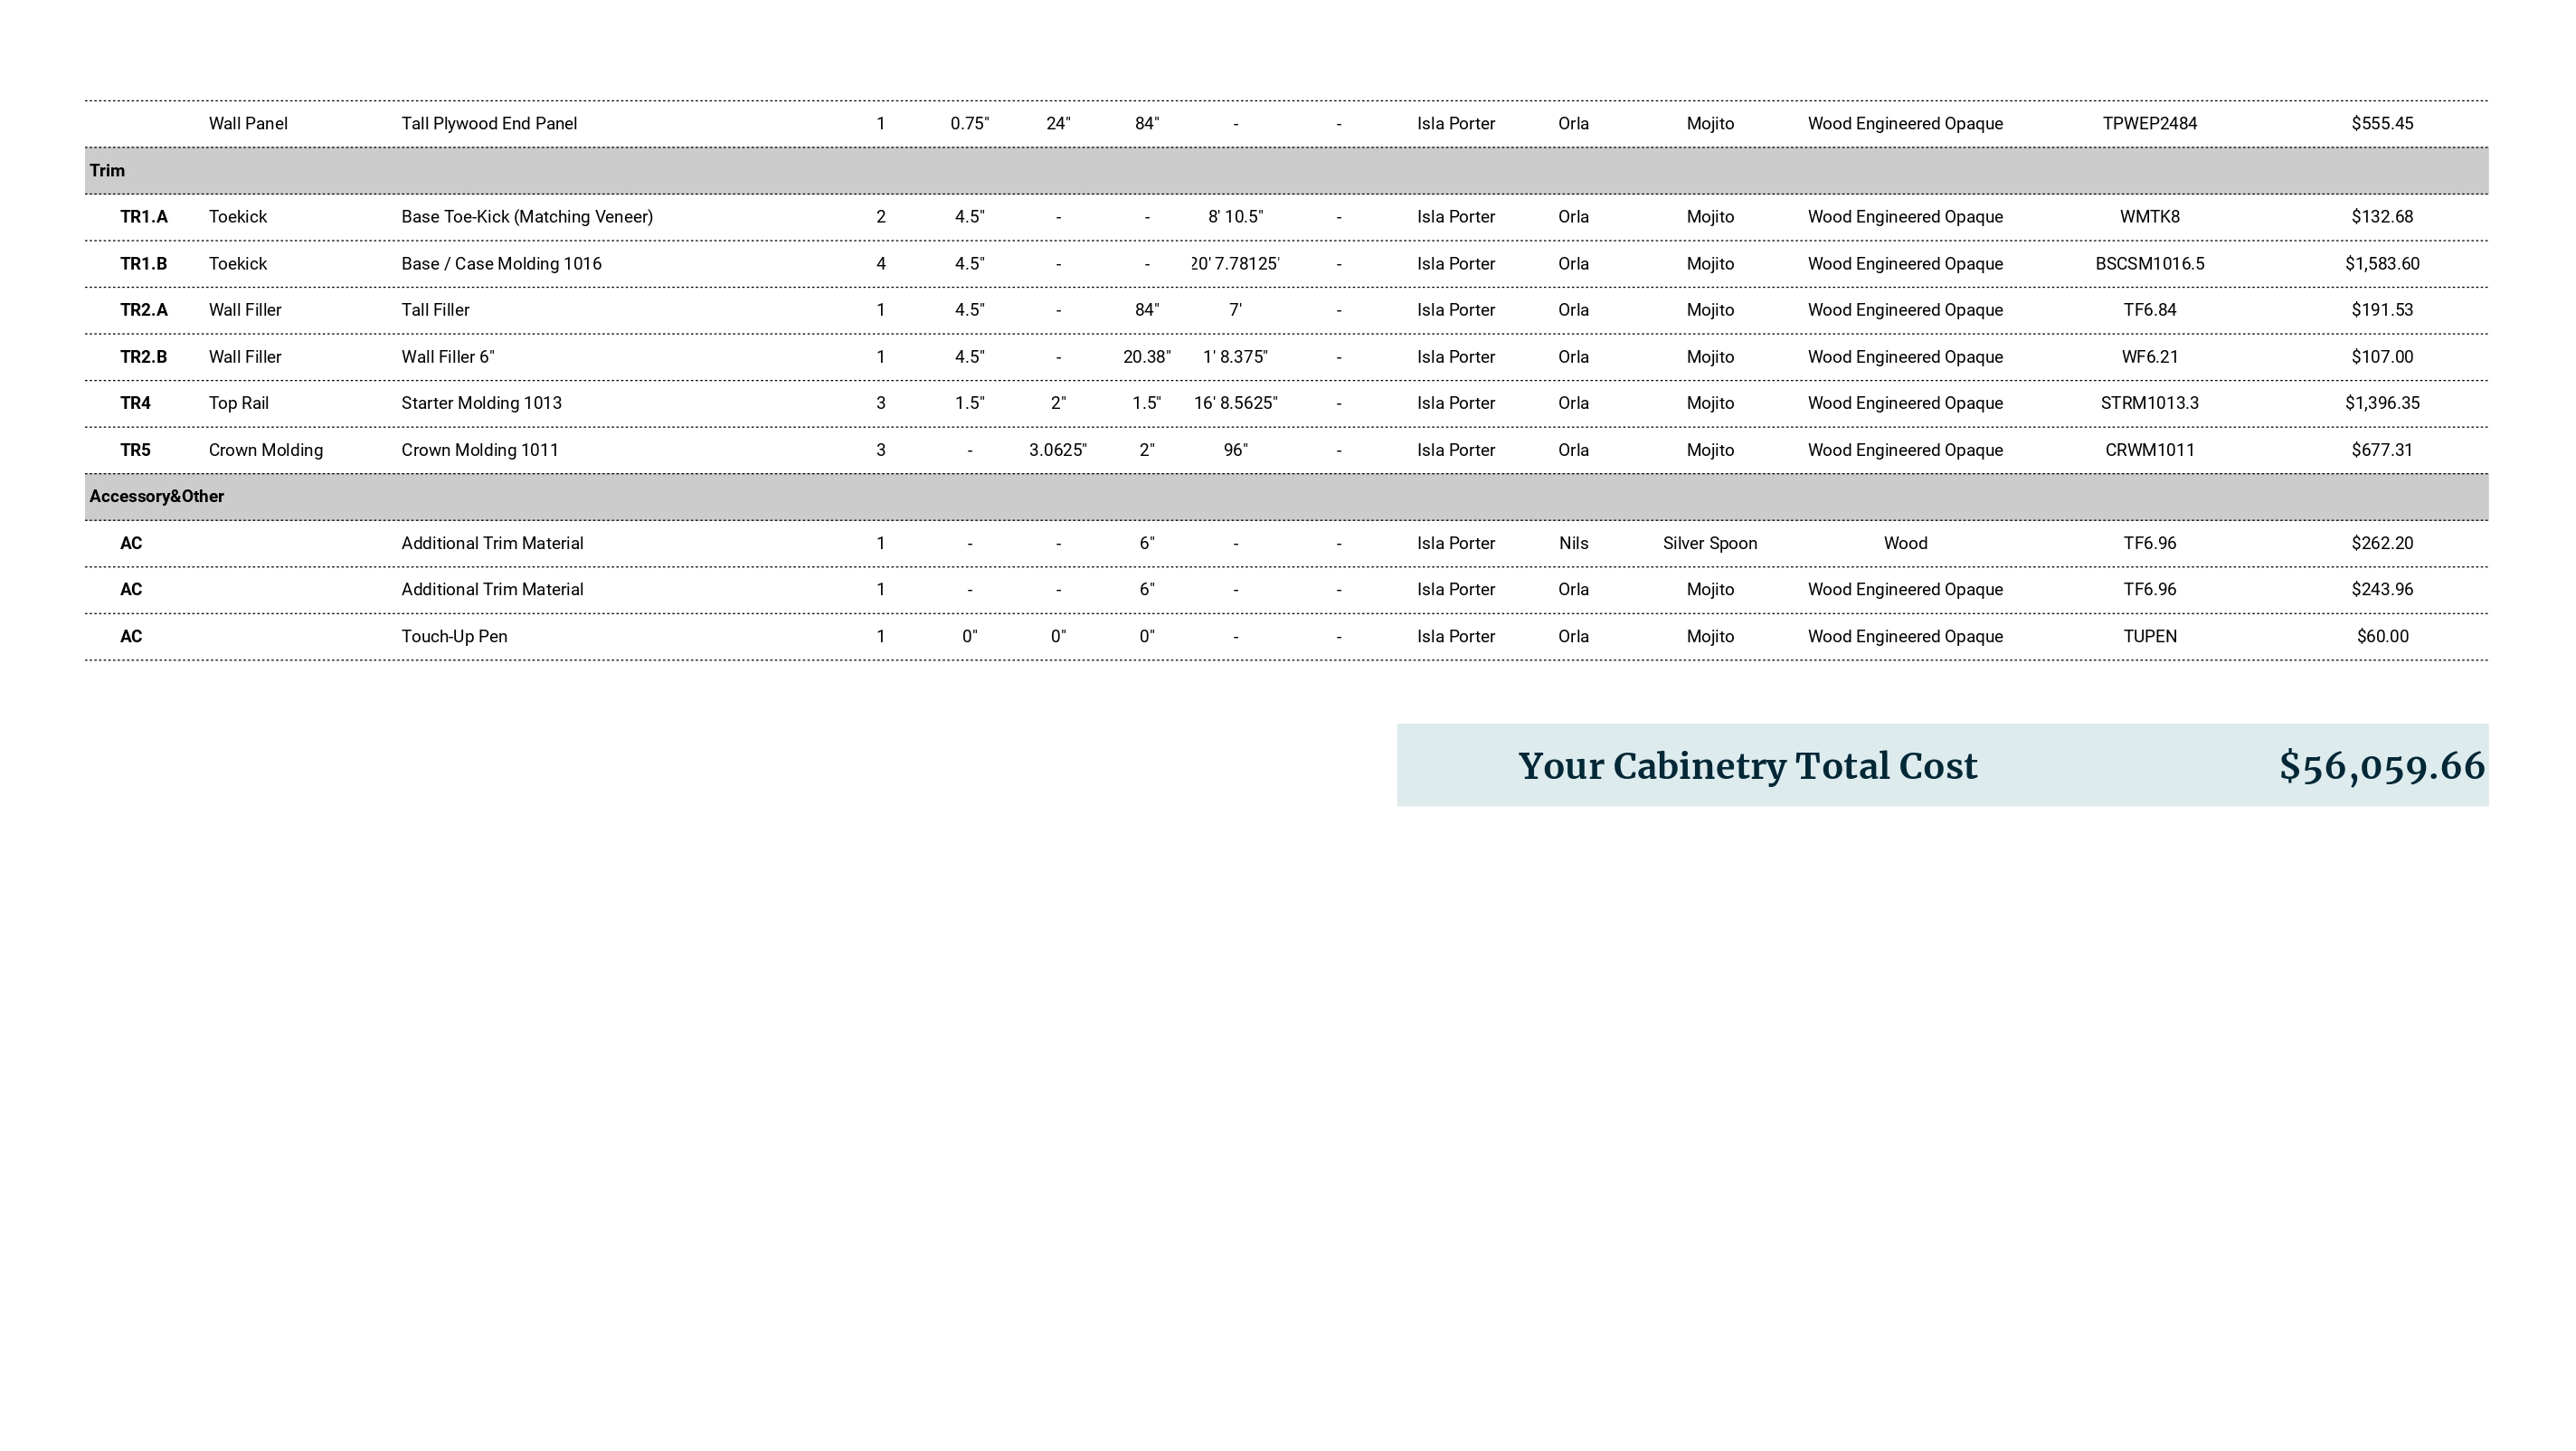 Wall Panel Tall Plywood End Panel 1 0.75" 24" 84" - - Isla Porter Orla Mojito Wood Engineered Opaque TPWEP2484 $555.45
Trim
TR1.A Toekick Base Toe-Kick (Matching Veneer) 2 4.5" - - 8' 10.5" - Isla Porter Orla Mojito Wood Engineered Opaque WMTK8 $132.68
TR1.B Toekick Base / Case Molding 1016 4 4.5" - - 20' 7.78125' - Isla Porter Orla Mojito Wood Engineered Opaque BSCSM1016.5 $1,583.60
TR2.A Wall Filler Tall Filler 1 4.5" - 84" 7' - Isla Porter Orla Mojito Wood Engineered Opaque TF6.84 $191.53
TR2.B Wall Filler Wall Filler 6" 1 4.5" - 20.38" 1' 8.375" - Isla Porter Orla Mojito Wood Engineered Opaque WF6.21 $107.00
TR4 Top Rail Starter Molding 1013 3 1.5" 2" 1.5" 16' 8.5625" - Isla Porter Orla Mojito Wood Engineered Opaque STRM1013.3 $1,396.35
TR5 Crown Molding Crown Molding 1011 3 - 3.0625" 2" 96" - Isla Porter Orla Mojito Wood Engineered Opaque CRWM1011 $677.31
Accessory&Other
AC Additional Trim Material 1 - - 6" - - Isla Porter Nils Silver Spoon Wood TF6.96 $262.20
AC Additional Trim Material 1 - - 6" - - Isla Porter Orla Mojito Wood Engineered Opaque TF6.96 $243.96
AC Touch-Up Pen 1 0" 0" 0" - - Isla Porter Orla Mojito Wood Engineered Opaque TUPEN $60.00
Your Cabinetry Total Cost $56,059.66